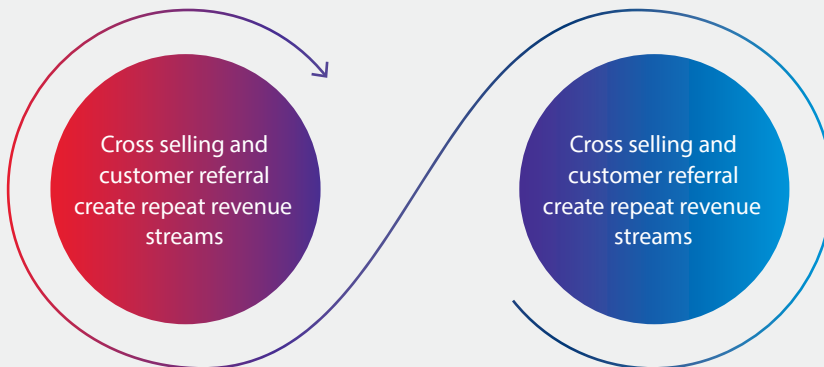 Cross selling and
customer referral
create repeat revenue
streams
Cross selling and
customer referral
create repeat revenue
streams